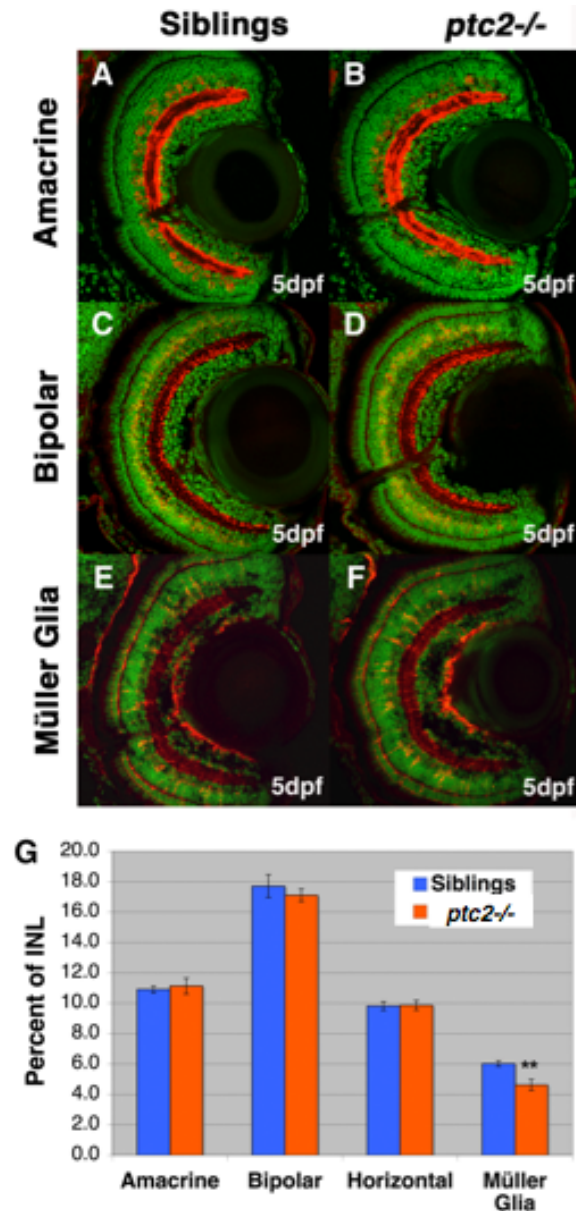 Siblings ptc2-/-
Amacrine
A
B
5dpf
5dpf
Bipolar
C
D
5dpf
5dpf
Müller Glia
E
F
5dpf
5dpf
G
Percent of INL
20.0
18.0
16.0
14.0
12.0
10.0
8.0
6.0
4.0
2.0
0.0
Siblings
ptc2-/-
**
Amacrine Bipolar Horizontal Müller
Glia